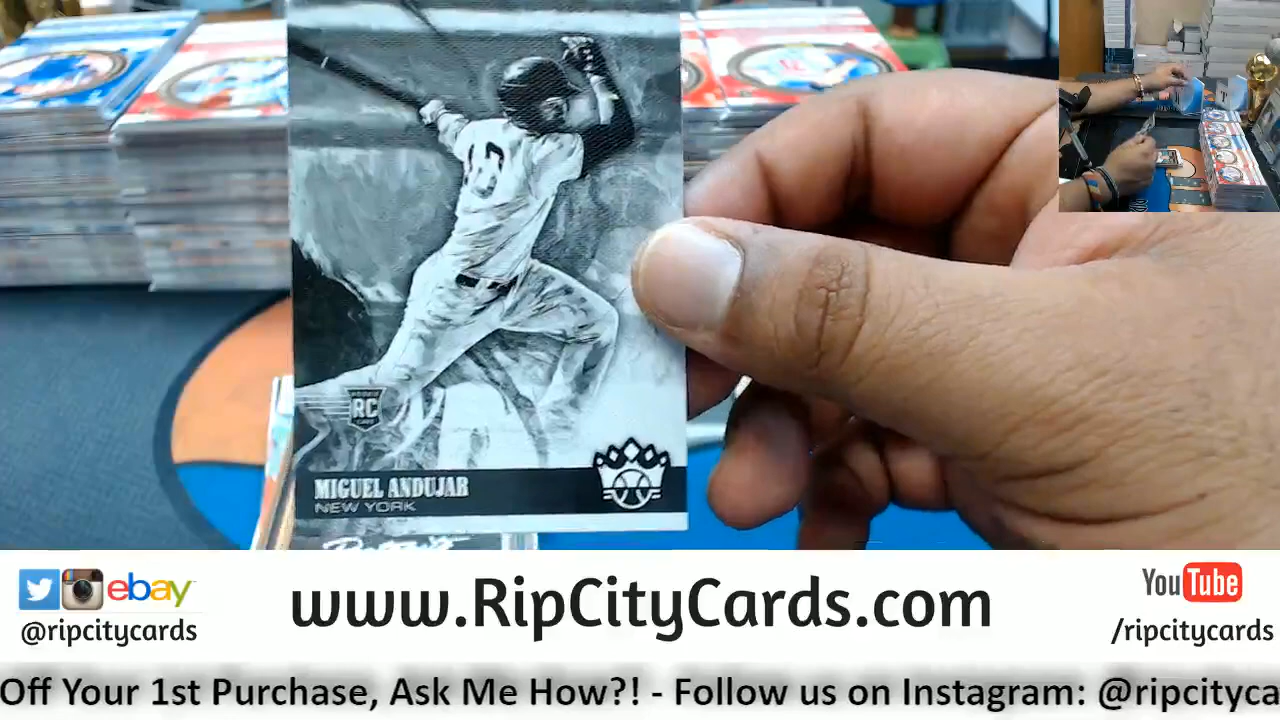 RC
MIGUEL ANDUJAR
NEW YORK
ebay
@ripcitycards
www.RipCityCards.com
YouTube
/ripcitycards
Off Your 1st Purchase, Ask Me How?! - Follow us on Instagram: @ripcityca